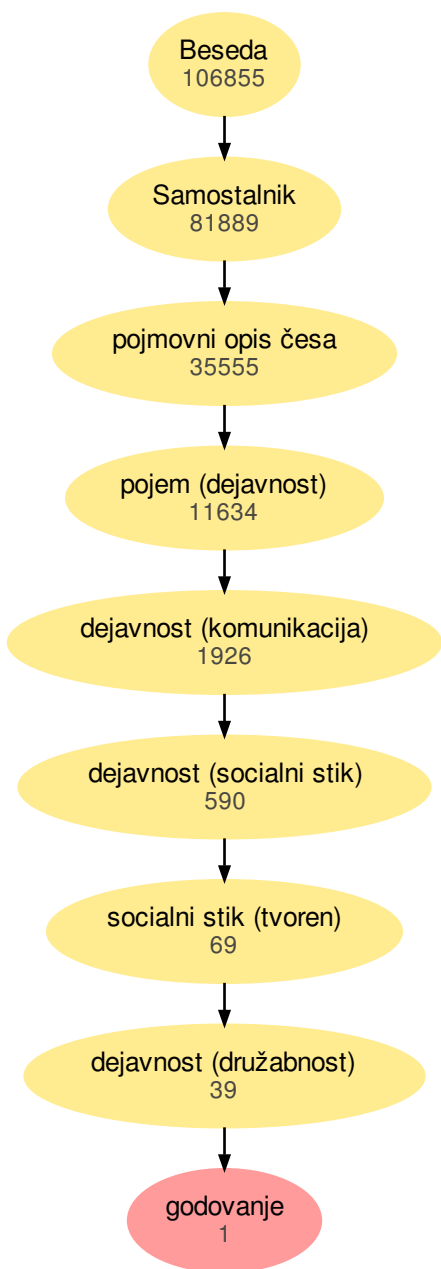 Beseda
106855
Samostalnik
81889
pojmovni opis česa
35555
pojem (dejavnost)
11634
dejavnost (komunikacija)
1926
dejavnost (socialni stik)
590
socialni stik (tvoren)
69
dejavnost (družabnost)
39
godovanje
1